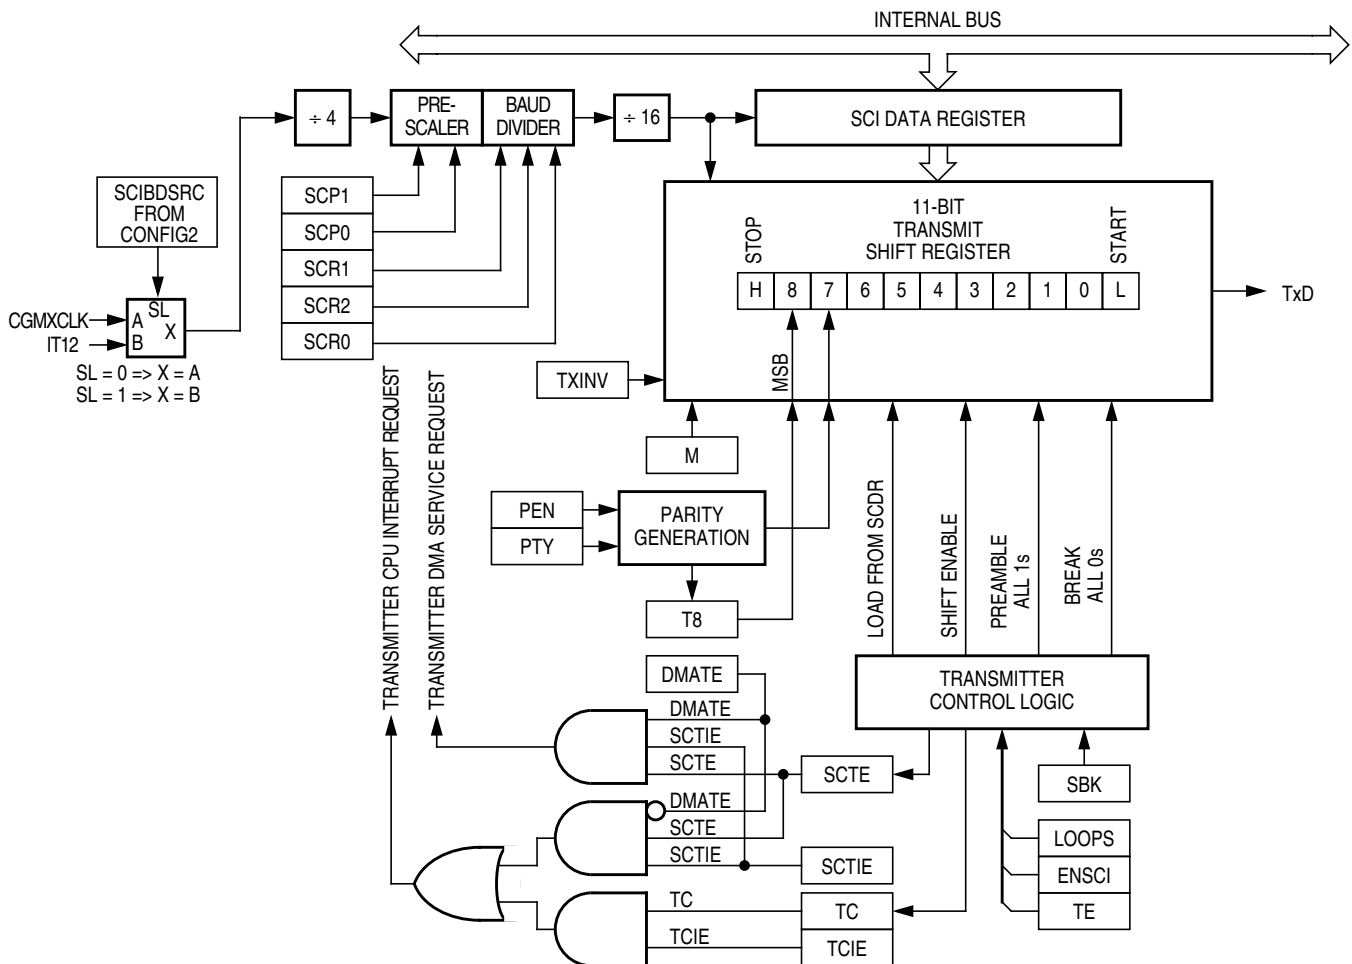 INTERNAL BUS
÷ 4
PRE-
SCALER
BAUD
DIVIDER
÷ 16
SCI DATA REGISTER
SCIBDSRC
FROM
CONFIG2
SCP1
SCP0
SCR1
SCR2
SCR0
CGMXCLK
IT12
SL
A
X
B
SL = 0 => X = A
SL = 1 => X = B
11-BIT
TRANSMIT
SHIFT REGISTER
STOP
START
H 8 7 6 5 4 3 2 1 0 L
TxD
TXINV
MSB
M
PEN
PTY
PARITY
GENERATION
T8
TRANSMITTER CPU INTERRUPT REQUEST
TRANSMITTER DMA SERVICE REQUEST
LOAD FROM SCDR
SHIFT ENABLE
PREAMBLE
ALL 1s
BREAK
ALL 0s
TRANSMITTER
CONTROL LOGIC
DMATE
DMATE
SCTIE
SCTE
SCTE
DMATE
SCTE
SCTIE
SCTIE
TC
TC
TCIE
TCIE
SBK
LOOPS
ENSCI
TE